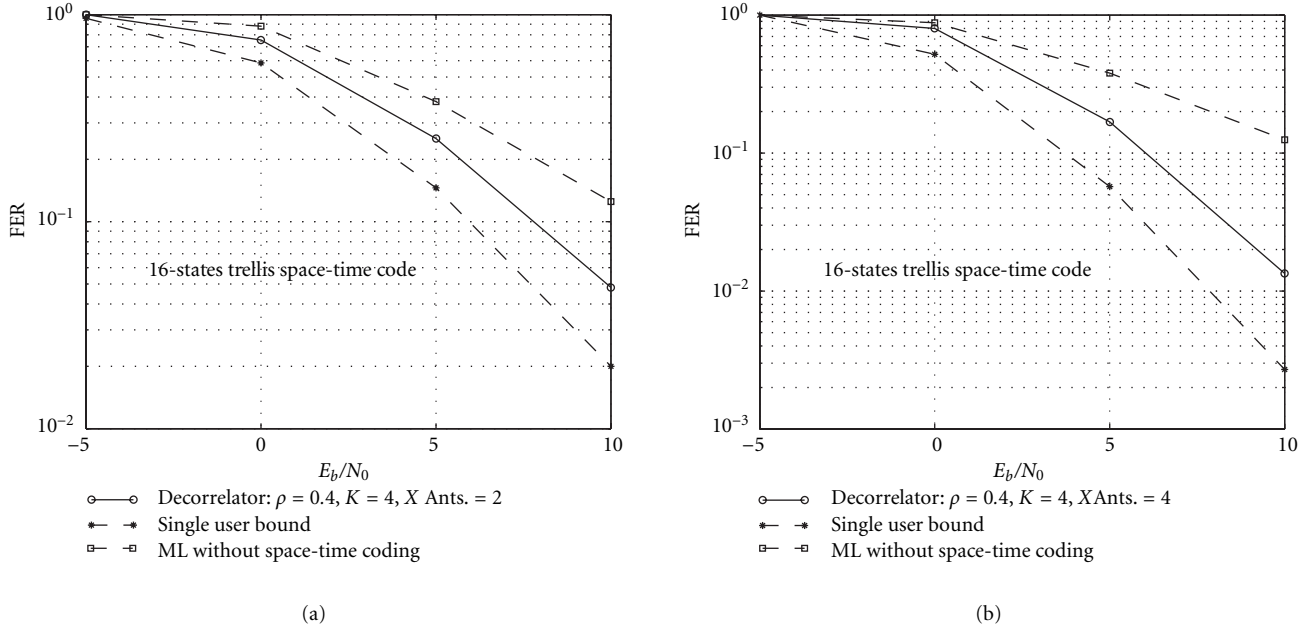 10^0
10^-1
10^-2
FER
16-states trellis space-time code
−5
0
5
10
E_b/N_0
Decorrelator: ρ = 0.4, K = 4, X Ants. = 2
Single user bound
ML without space-time coding
(a)
10^0
10^-1
10^-2
10^-3
FER
16-states trellis space-time code
−5
0
5
10
E_b/N_0
Decorrelator: ρ = 0.4, K = 4, XAnts. = 4
Single user bound
ML without space-time coding
(b)